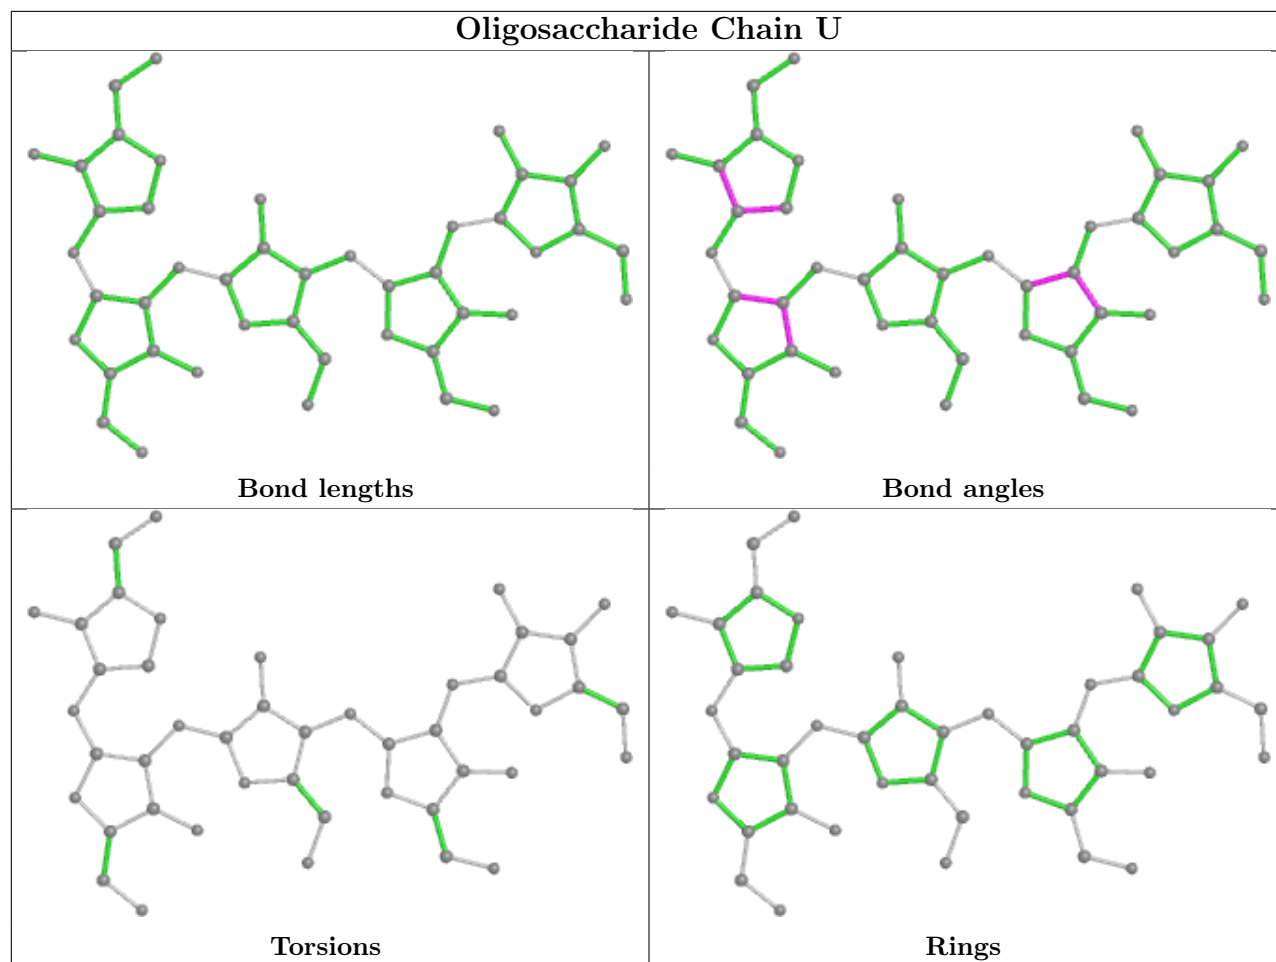 Oligosaccharide Chain U
Bond lengths
Bond angles
Torsions
Rings